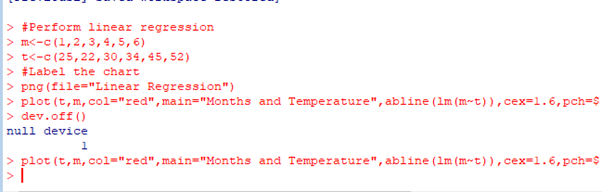 > #Perform linear regression
> m<-c(1,2,3,4,5,6)
> t<-c(25,22,30,34,45,52)
> #Label the chart
> png(file="Linear Regression")
> plot(t,m,col="red",main="Months and Temperature",abline(lm(m~t)),cex=1.6,pch=$
> dev.off()
null device
1
> plot(t,m,col="red",main="Months and Temperature",abline(lm(m~t)),cex=1.6,pch=$
>